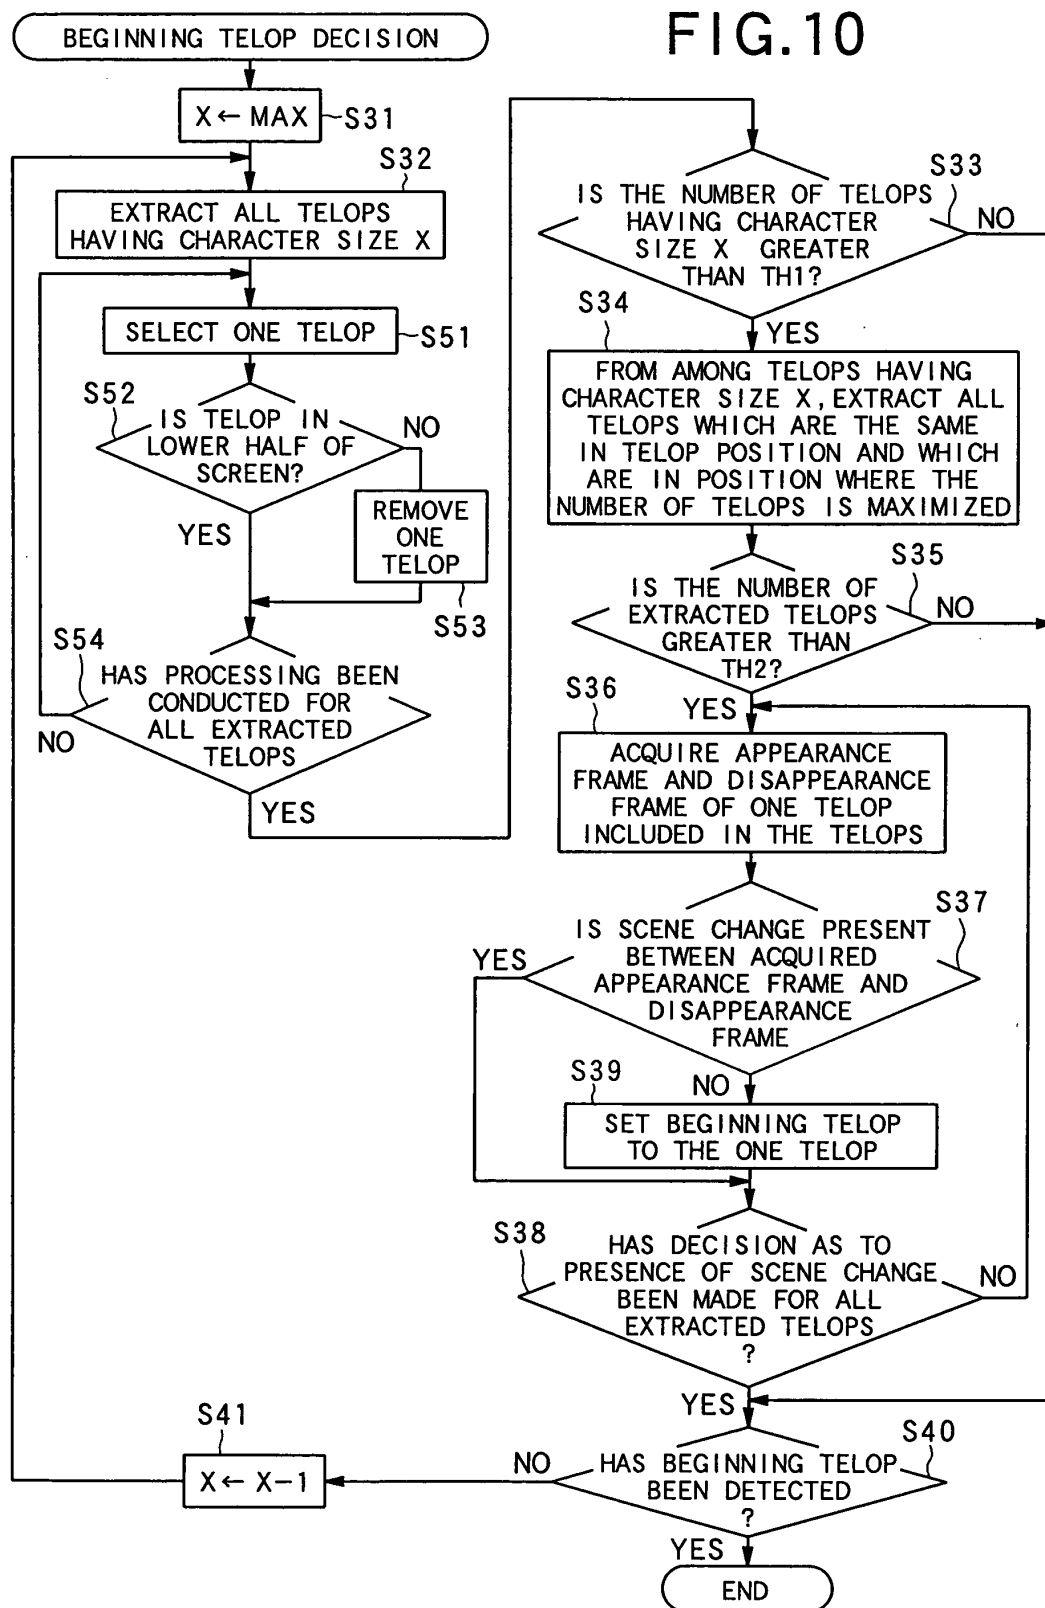 FIG.10
BEGINNING TELOP DECISION
X ← MAX
S31
S32
EXTRACT ALL TELOPS
HAVING CHARACTER SIZE X
SELECT ONE TELOP
S51
S52
IS TELOP IN
LOWER HALF OF
SCREEN?
NO
YES
REMOVE
ONE
TELOP
S53
S54
HAS PROCESSING BEEN
CONDUCTED FOR
ALL EXTRACTED
TELOPS
NO
YES
S33
IS THE NUMBER OF TELOPS
HAVING CHARACTER
SIZE X GREATER
THAN TH1?
NO
YES
S34
FROM AMONG TELOPS HAVING
CHARACTER SIZE X, EXTRACT ALL
TELOPS WHICH ARE THE SAME
IN TELOP POSITION AND WHICH
ARE IN POSITION WHERE THE
NUMBER OF TELOPS IS MAXIMIZED
S35
IS THE NUMBER OF
EXTRACTED TELOPS
GREATER THAN
TH2?
NO
YES
S36
ACQUIRE APPEARANCE
FRAME AND DISAPPEARANCE
FRAME OF ONE TELOP
INCLUDED IN THE TELOPS
S37
IS SCENE CHANGE PRESENT
BETWEEN ACQUIRED
APPEARANCE FRAME AND
DISAPPEARANCE
FRAME
YES
NO
S39
SET BEGINNING TELOP
TO THE ONE TELOP
S38
HAS DECISION AS TO
PRESENCE OF SCENE CHANGE
BEEN MADE FOR ALL
EXTRACTED TELOPS
?
NO
YES
S40
HAS BEGINNING TELOP
BEEN DETECTED
?
NO
YES
S41
X ← X-1
END